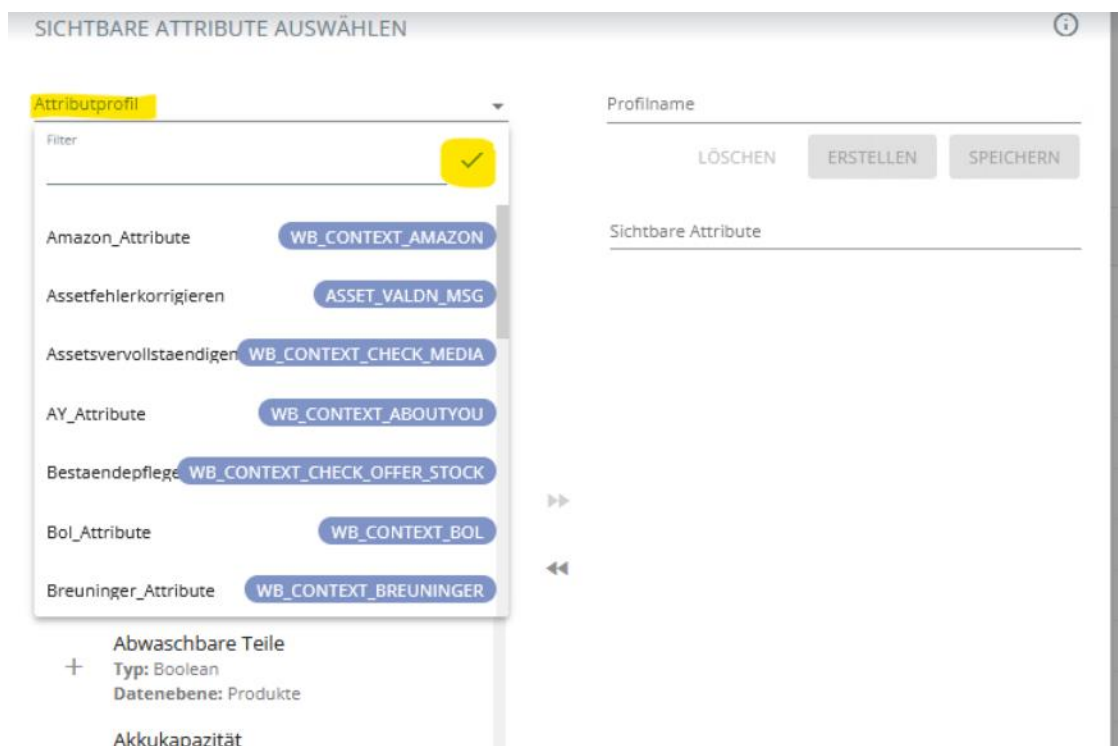 SICHTBARE ATTRIBUTE AUSWÄHLEN
Attributprofil
Filter
Amazon_Attribute WB_CONTEXT_AMAZON
Assetfehlerkorrigieren ASSET_VALDN_MSG
Assetsvervollstaendigen WB_CONTEXT_CHECK_MEDIA
AY_Attribute WB_CONTEXT_ABOUTYOU
Bestaendepflege WB_CONTEXT_CHECK_OFFER_STOCK
Bol_Attribute WB_CONTEXT_BOL
Breuninger_Attribute WB_CONTEXT_BREUNINGER
Abwaschbare Teile
Typ: Boolean
Datenebene: Produkte
Akkukapazität
Profilname
LÖSCHEN ERSTELLEN SPEICHERN
Sichtbare Attribute